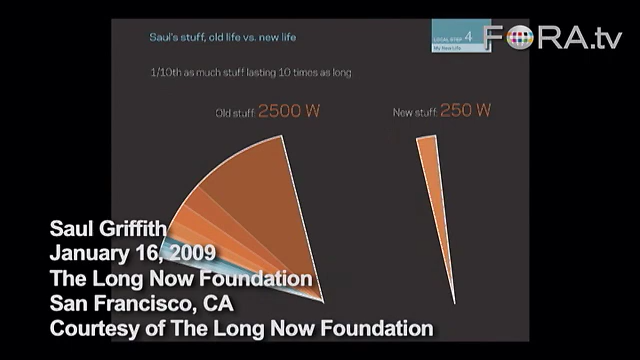 Saul's stuff, old life vs. new life
LOCAL STEP 4
My New Life
FORA.tv
1/10th as much stuff lasting 10 times as long.
Old stuff: 2500 W
New stuff: 250 W
Saul Griffith
January 16, 2009
The Long Now Foundation
San Francisco, CA
Courtesy of The Long Now Foundation